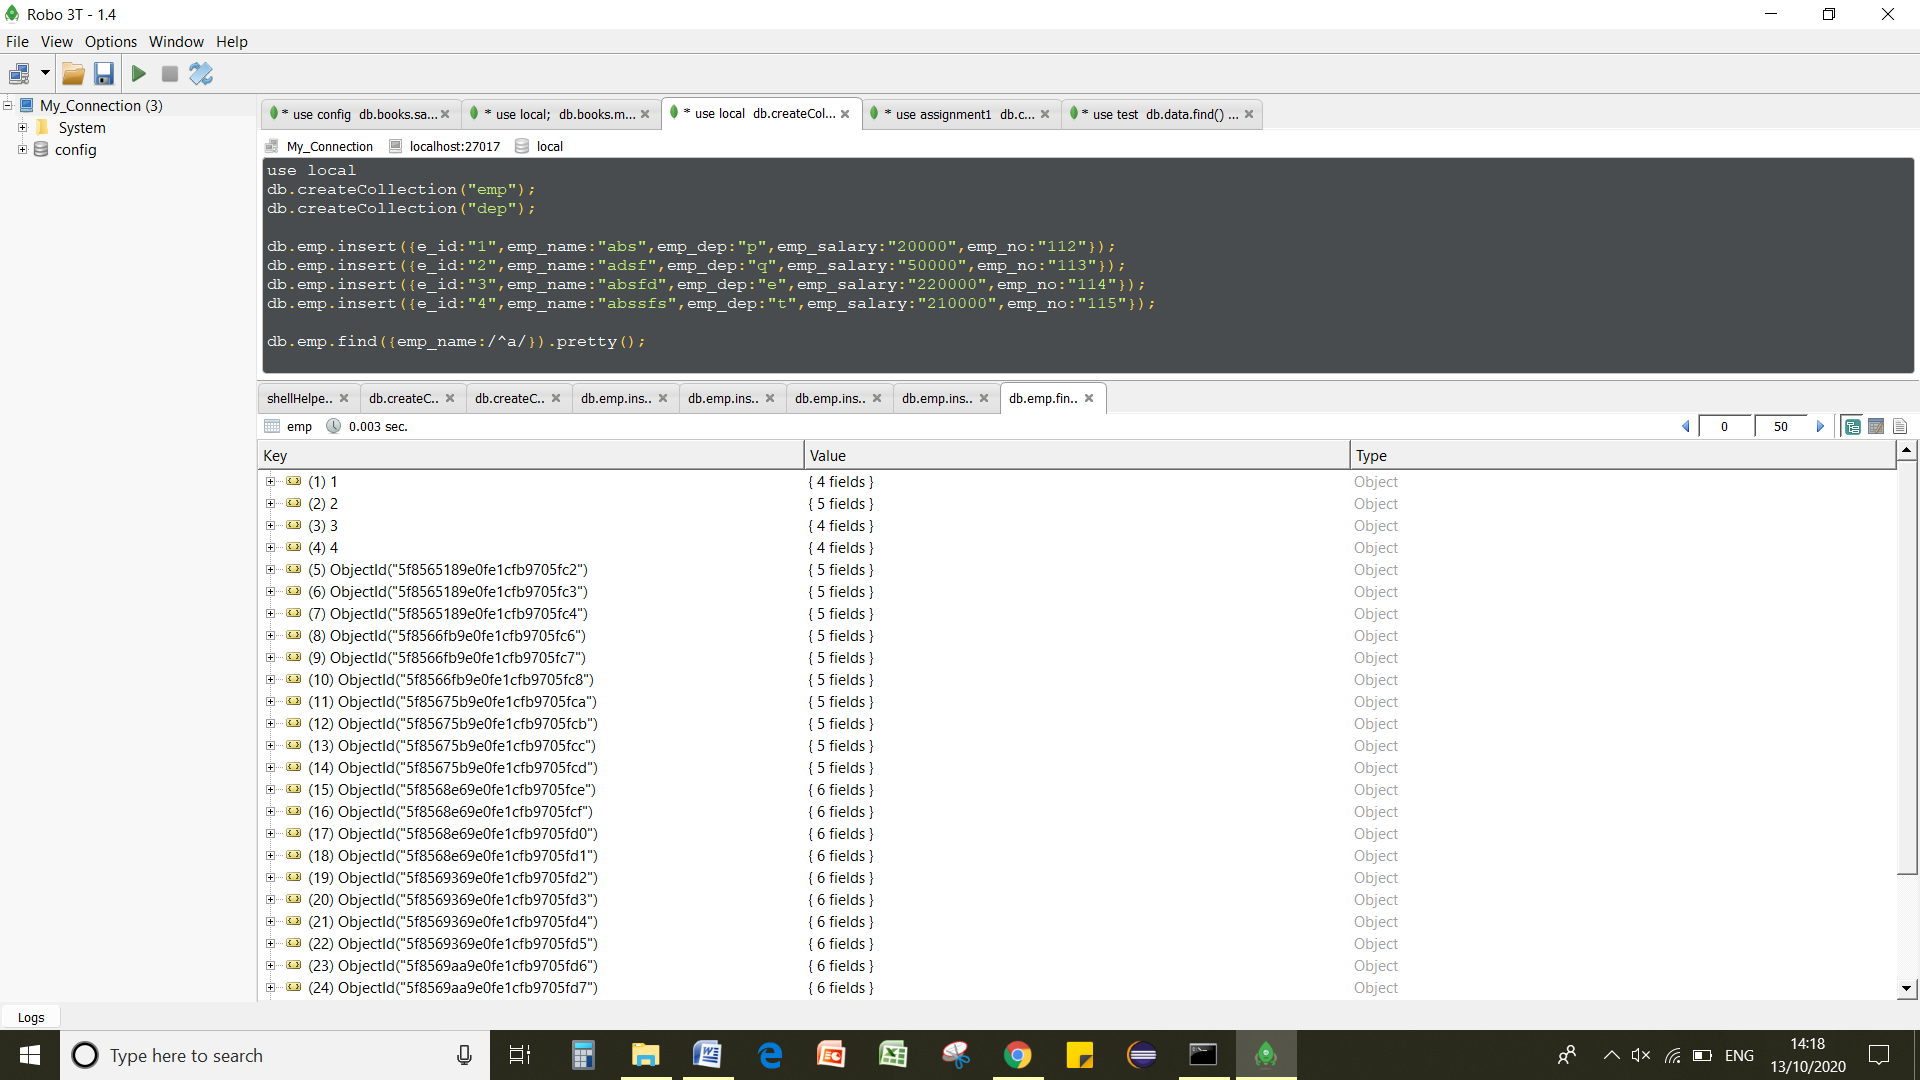 Robo 3T - 1.4
File View Options Window Help
My_Connection (3)
System
config
* use config db.books.sa...
* use local; db.books.m...
* use local db.createCol...
* use assignment1 db.c...
* use test db.data.find() ...
My_Connection localhost:27017 local
use local
db.createCollection("emp");
db.createCollection("dep");
db.emp.insert({e_id:"1",emp_name:"abs",emp_dep:"p",emp_salary:"20000",emp_no:"112"});
db.emp.insert({e_id:"2",emp_name:"adsf",emp_dep:"q",emp_salary:"50000",emp_no:"113"});
db.emp.insert({e_id:"3",emp_name:"absfd",emp_dep:"e",emp_salary:"220000",emp_no:"114"});
db.emp.insert({e_id:"4",emp_name:"abssfs",emp_dep:"t",emp_salary:"210000",emp_no:"115"});
db.emp.find({emp_name:/^a/}).pretty();
shellHelpe.. db.createC.. db.createC.. db.emp.ins.. db.emp.ins.. db.emp.ins.. db.emp.ins.. db.emp.fin..
emp 0.003 sec. 0 50
Key Value Type
(1) 1 { 4 fields } Object
(2) 2 { 5 fields } Object
(3) 3 { 4 fields } Object
(4) 4 { 4 fields } Object
(5) ObjectId("5f8565189e0fe1cfb9705fc2") { 5 fields } Object
(6) ObjectId("5f8565189e0fe1cfb9705fc3") { 5 fields } Object
(7) ObjectId("5f8565189e0fe1cfb9705fc4") { 5 fields } Object
(8) ObjectId("5f8566fb9e0fe1cfb9705fc6") { 5 fields } Object
(9) ObjectId("5f8566fb9e0fe1cfb9705fc7") { 5 fields } Object
(10) ObjectId("5f8566fb9e0fe1cfb9705fc8") { 5 fields } Object
(11) ObjectId("5f85675b9e0fe1cfb9705fca") { 5 fields } Object
(12) ObjectId("5f85675b9e0fe1cfb9705fcb") { 5 fields } Object
(13) ObjectId("5f85675b9e0fe1cfb9705fcc") { 5 fields } Object
(14) ObjectId("5f85675b9e0fe1cfb9705fcd") { 5 fields } Object
(15) ObjectId("5f8568e69e0fe1cfb9705fce") { 6 fields } Object
(16) ObjectId("5f8568e69e0fe1cfb9705fcf") { 6 fields } Object
(17) ObjectId("5f8568e69e0fe1cfb9705fd0") { 6 fields } Object
(18) ObjectId("5f8568e69e0fe1cfb9705fd1") { 6 fields } Object
(19) ObjectId("5f8569369e0fe1cfb9705fd2") { 6 fields } Object
(20) ObjectId("5f8569369e0fe1cfb9705fd3") { 6 fields } Object
(21) ObjectId("5f8569369e0fe1cfb9705fd4") { 6 fields } Object
(22) ObjectId("5f8569369e0fe1cfb9705fd5") { 6 fields } Object
(23) ObjectId("5f8569aa9e0fe1cfb9705fd6") { 6 fields } Object
(24) ObjectId("5f8569aa9e0fe1cfb9705fd7") { 6 fields } Object
Logs
Type here to search
ENG
14:18
13/10/2020